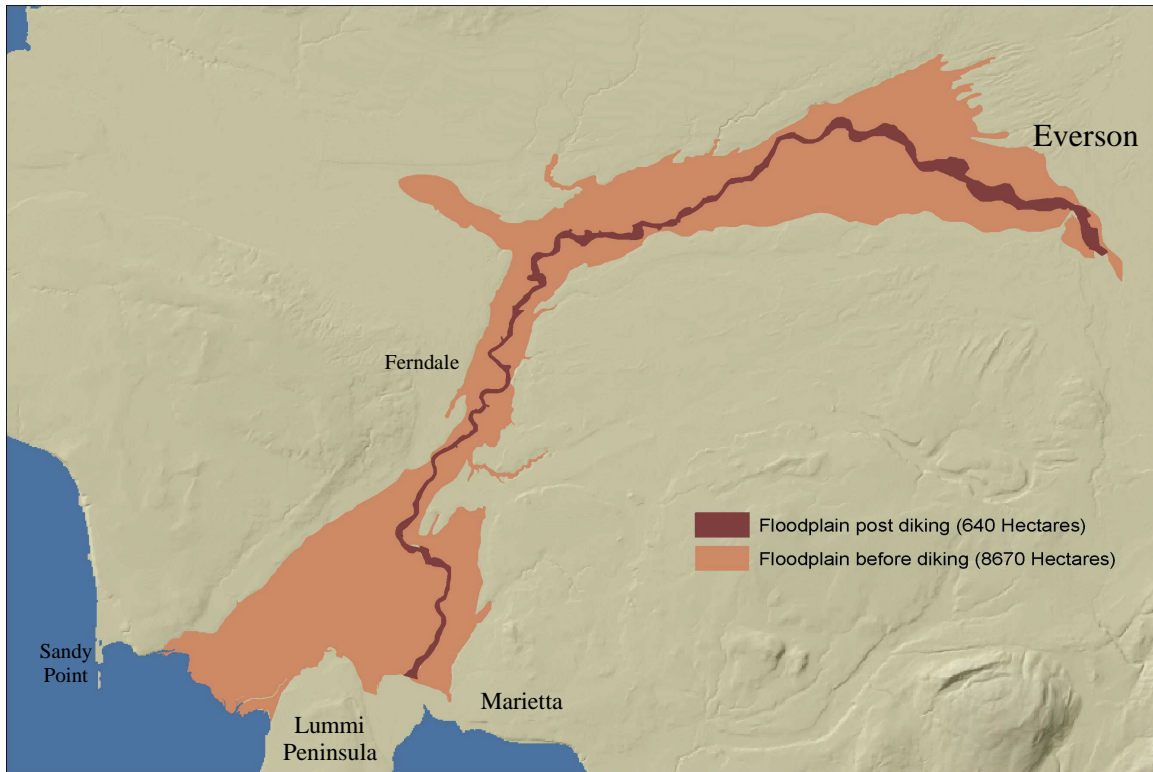 Everson
Ferndale
Floodplain post diking (640 Hectares)
Floodplain before diking (8670 Hectares)
Sandy
Point
Marietta
Lummi
Peninsula